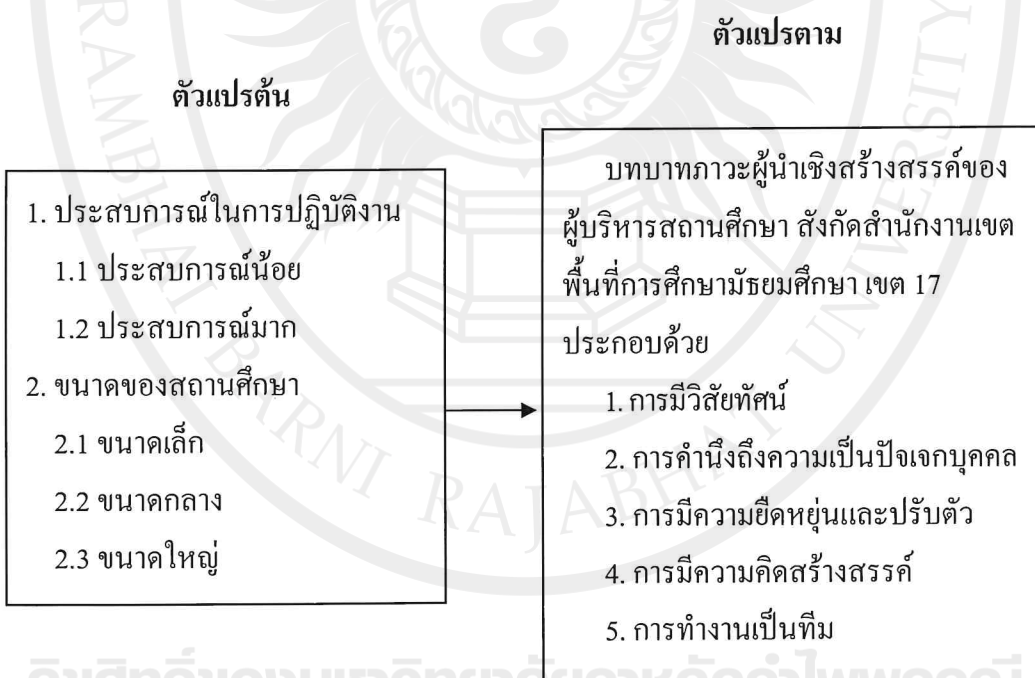 ตัวแปรตาม
ตัวแปรต้น
1. ประสบการณ์ในการปฏิบัติงาน
1.1 ประสบการณ์น้อย
1.2 ประสบการณ์มาก
2. ขนาดของสถานศึกษา
2.1 ขนาดเล็ก
2.2 ขนาดกลาง
2.3 ขนาดใหญ่
บทบาทภาวะผู้นำเชิงสร้างสรรค์ของ
ผู้บริหารสถานศึกษา สังกัดสำนักงานเขต
พื้นที่การศึกษามัธยมศึกษา เขต 17
ประกอบด้วย
1. การมีวิสัยทัศน์
2. การคำนึงถึงความเป็นปัจเจกบุคคล
3. การมีความยืดหยุ่นและปรับตัว
4. การมีความคิดสร้างสรรค์
5. การทำงานเป็นทีม
RAMBHAI BARNI RAJABHAT UNIVERSITY